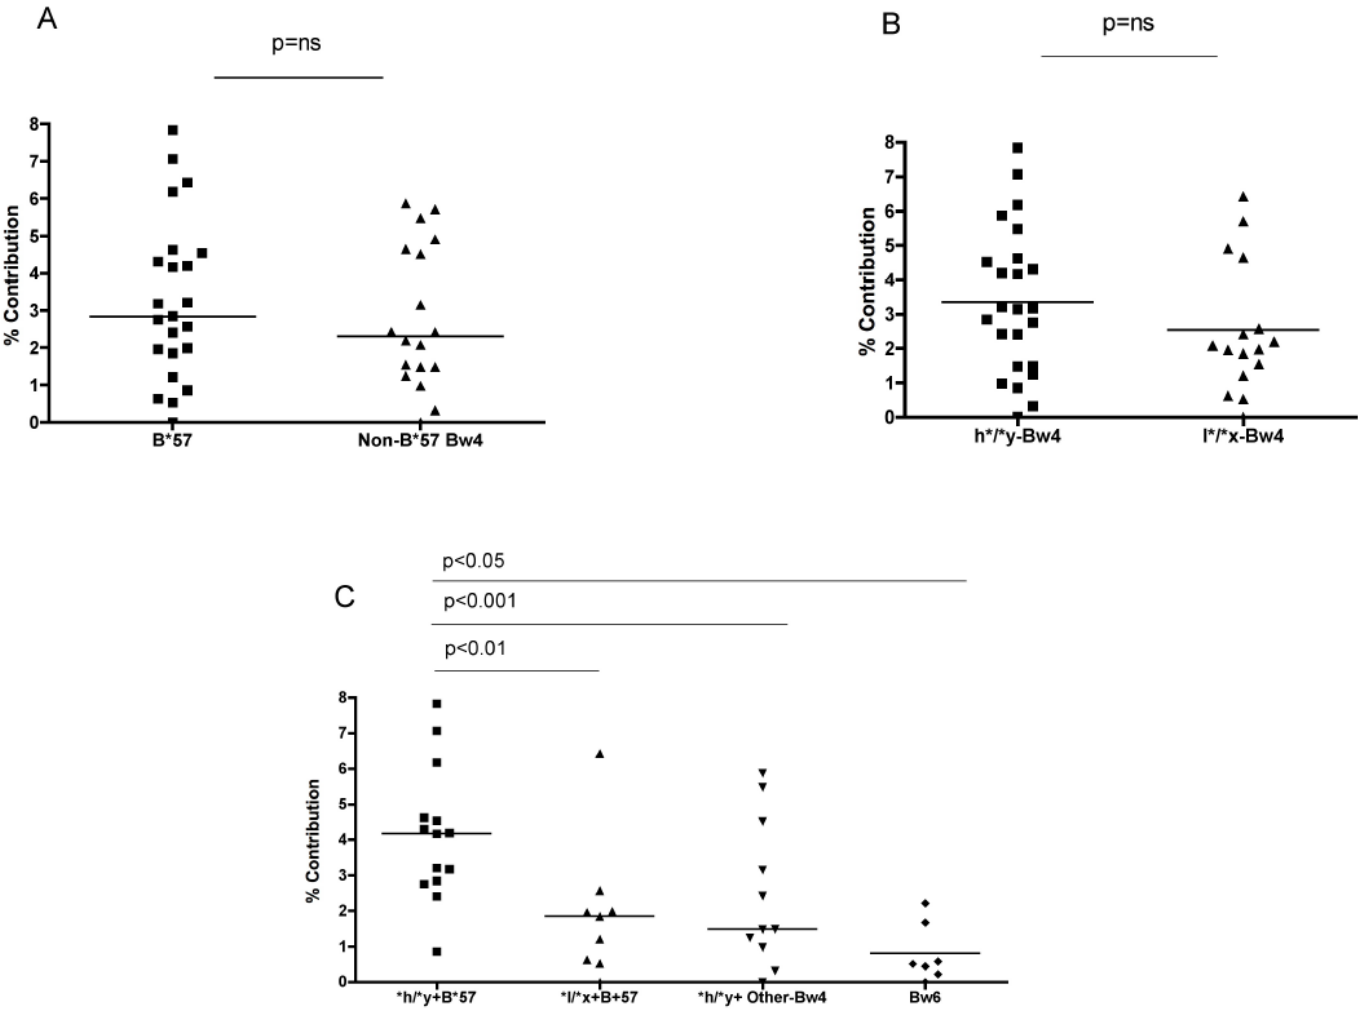 A
p=ns
8
7
6
5
4
3
2
1
0
% Contribution
B*57
Non-B*57 Bw4
B
p=ns
8
7
6
5
4
3
2
1
0
% Contribution
h*/*y-Bw4
l*/*x-Bw4
C
p<0.05
p<0.001
p<0.01
8
7
6
5
4
3
2
1
0
% Contribution
*h/*y+B*57
*l/*x+B+57
*h/*y+ Other-Bw4
Bw6